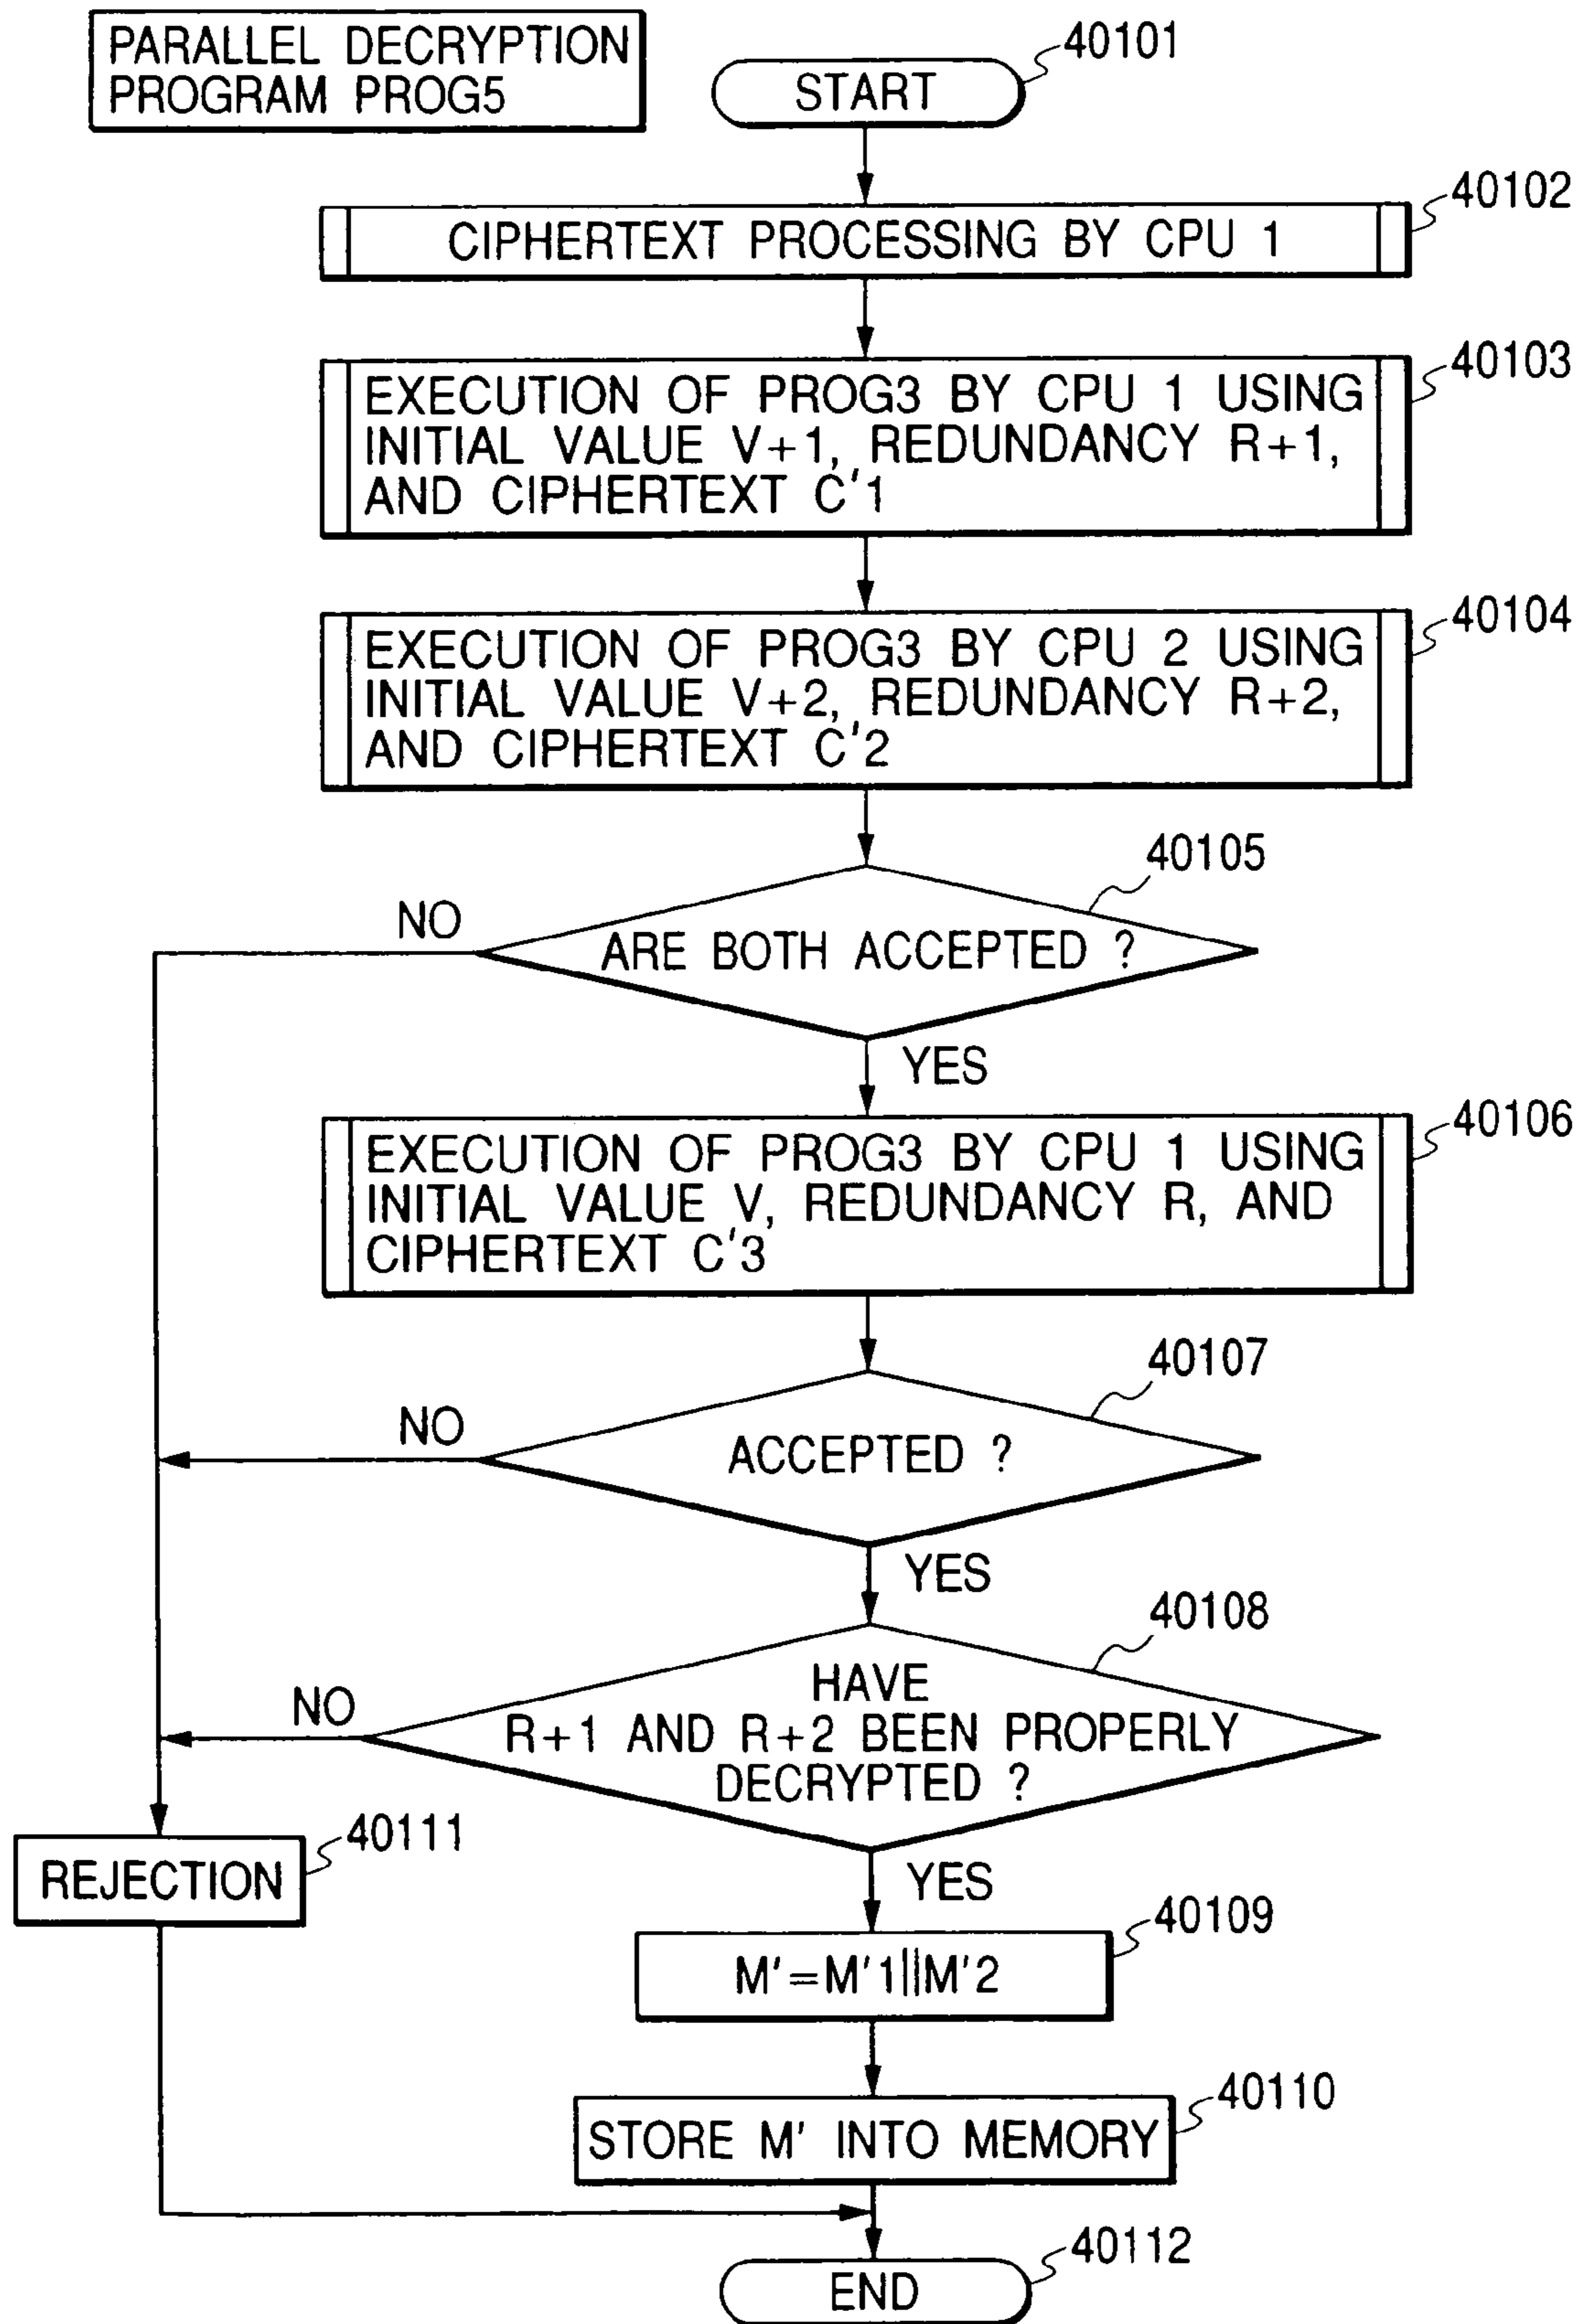 PARALLEL DECRYPTION
PROGRAM PROG5
START
40101
CIPHERTEXT PROCESSING BY CPU 1
40102
EXECUTION OF PROG3 BY CPU 1 USING
INITIAL VALUE V+1, REDUNDANCY R+1,
AND CIPHERTEXT C'1
40103
EXECUTION OF PROG3 BY CPU 2 USING
INITIAL VALUE V+2, REDUNDANCY R+2,
AND CIPHERTEXT C'2
40104
40105
NO
ARE BOTH ACCEPTED ?
YES
EXECUTION OF PROG3 BY CPU 1 USING
INITIAL VALUE V, REDUNDANCY R, AND
CIPHERTEXT C'3
40106
40107
NO
ACCEPTED ?
YES
40108
NO
HAVE
R+1 AND R+2 BEEN PROPERLY
DECRYPTED ?
YES
REJECTION
40111
M'=M'1||M'2
40109
STORE M' INTO MEMORY
40110
END
40112